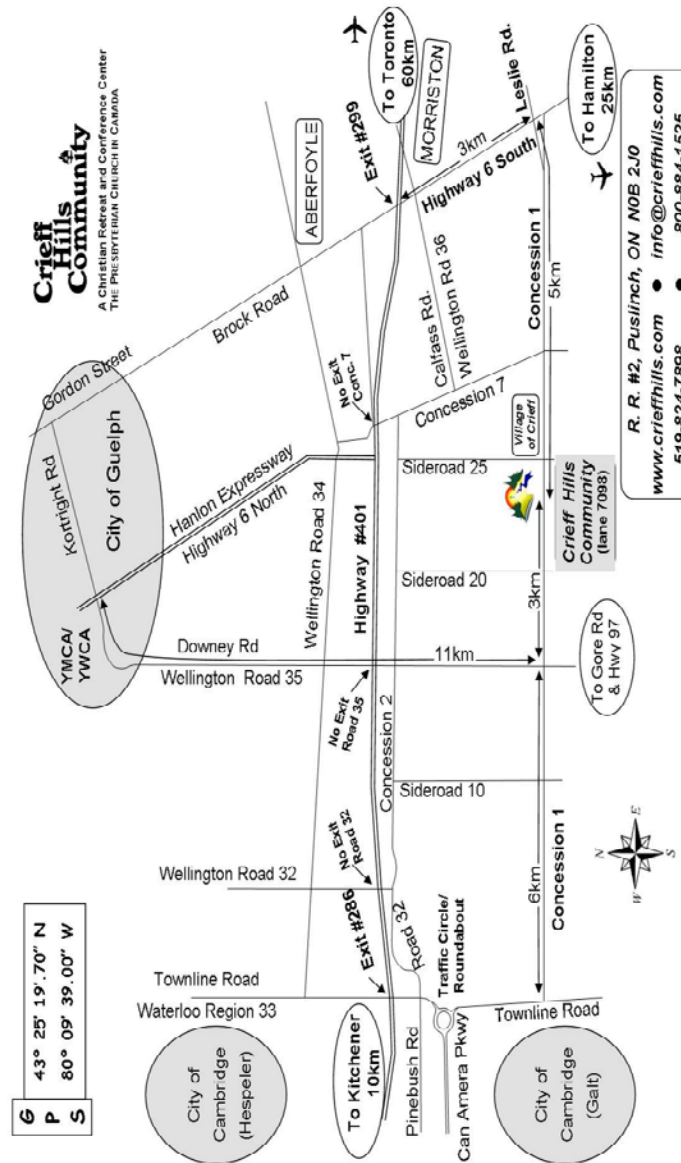 G
P
S
43° 25' 19'.70" N
80° 09' 39.00" W
Crieff
Hills
Community
A Christian Retreat and Conference Center
The Presbyterian Church in Canada
City of Guelph
YMCA/
YWCA
Kortright Rd
Gordon Street
Brock Road
Hanlon Expressway
Highway 6 North
Downey Rd
Wellington Road 35
ABERFOYLE
Wellington Road 34
City of
Cambridge
(Hespeler)
Townline Road
Waterloo Region 33
Wellington Road 32
No Exit
Road 32
No Exit
Road 35
No Exit
Conc. 7
Exit #286
Exit #299
Highway #401
To Kitchener
10km
To Toronto
60km
MORRISTON
Concession 2
Road 32
Pinebush Rd
Can Amera Pkwy
Traffic Circle/
Roundabout
Calfass Rd.
Wellington Rd 36
Concession 7
3km
Highway 6 South
Leslie Rd.
Sideroad 10
Sideroad 20
Sideroad 25
Village
of Crieff
11km
6km
3km
5km
Concession 1
Concession 1
Townline Road
City of
Cambridge
(Galt)
N
W
E
S
To Gore Rd
& Hwy 97
Crieff Hills
Community
(lane 7098)
To Hamilton
25km
R. R. #2, Puslinch, ON N0B 2J0
www.crieffhills.com ● info@crieffhills.com
519-824-7898 ● 800-884-1525